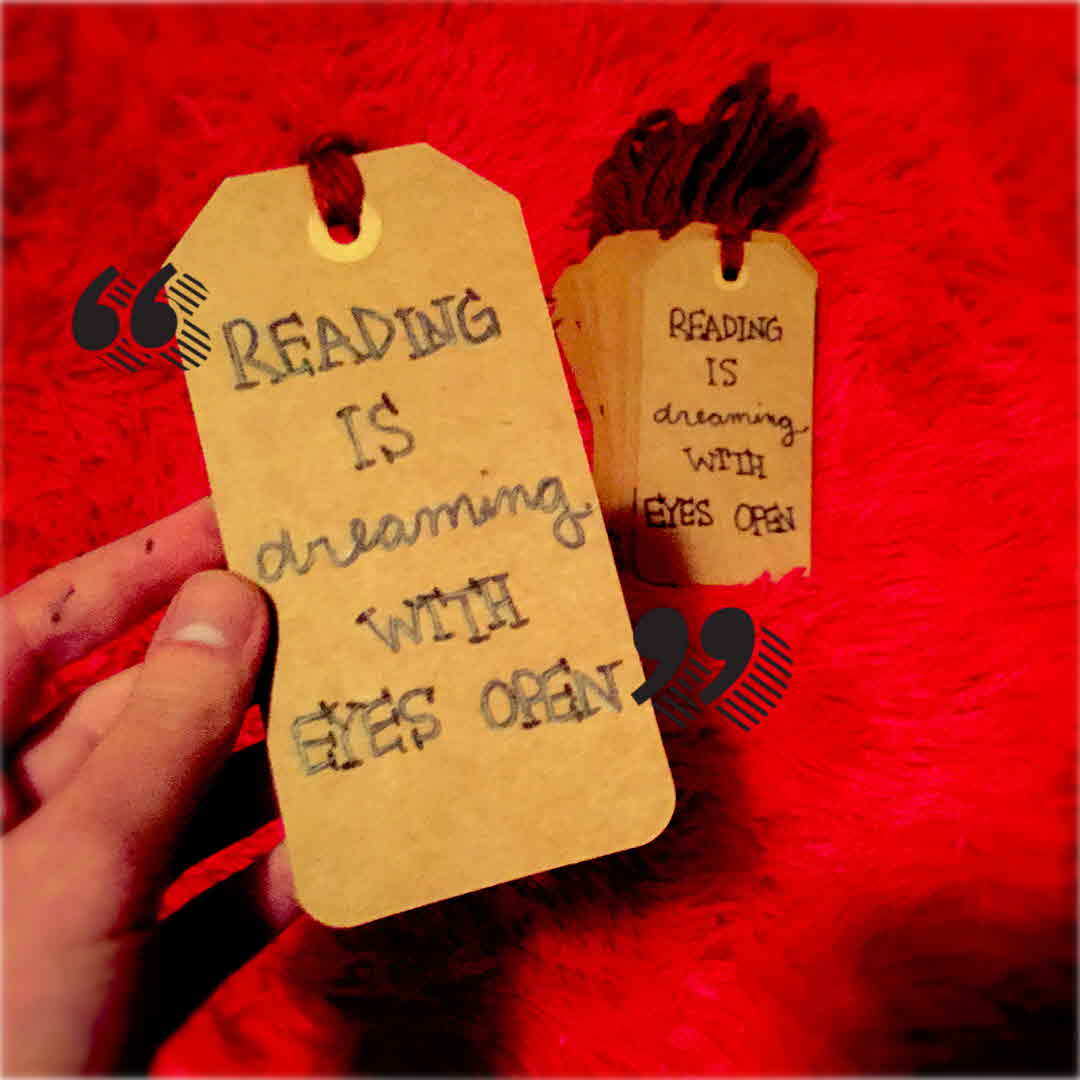 READING
IS
dreaming
WITH
EYES OPEN
READING
IS
dreaming
WITH
EYES OPEN